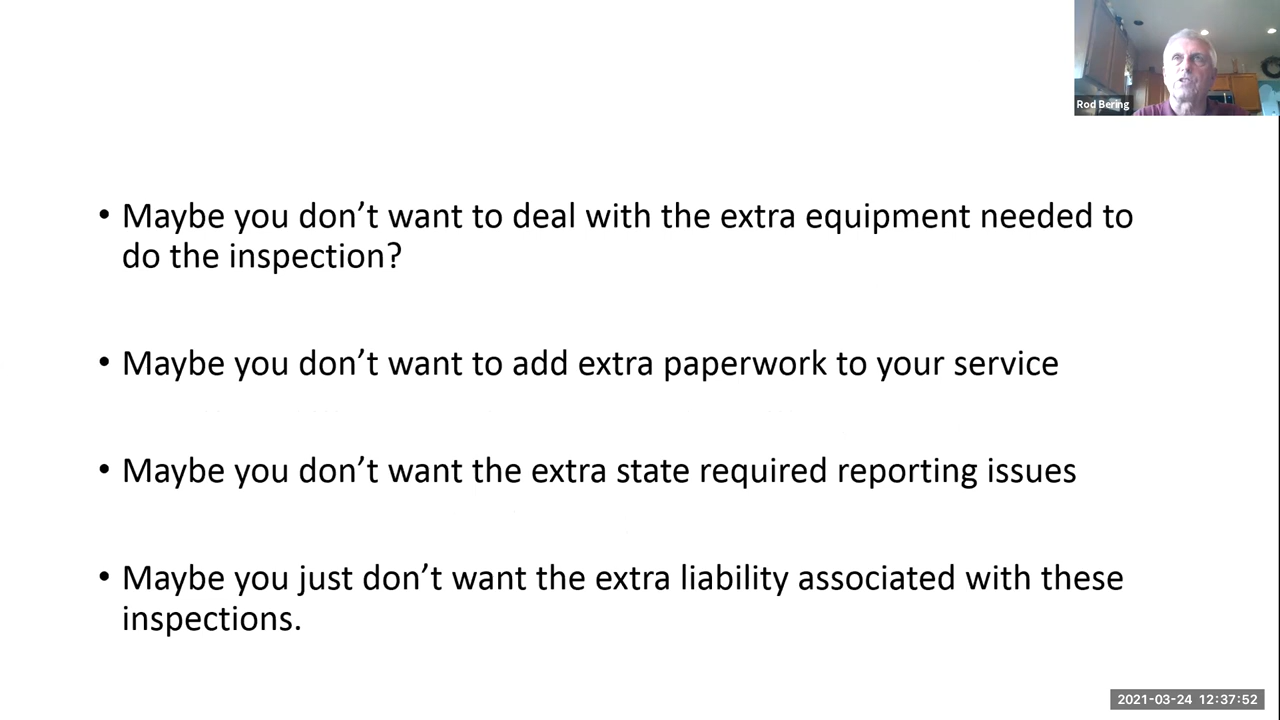 Rod Bering
• Maybe you don’t want to deal with the extra equipment needed to
do the inspection?
• Maybe you don’t want to add extra paperwork to your service
• Maybe you don’t want the extra state required reporting issues
• Maybe you just don’t want the extra liability associated with these
inspections.
2021-03-24 12:37:52